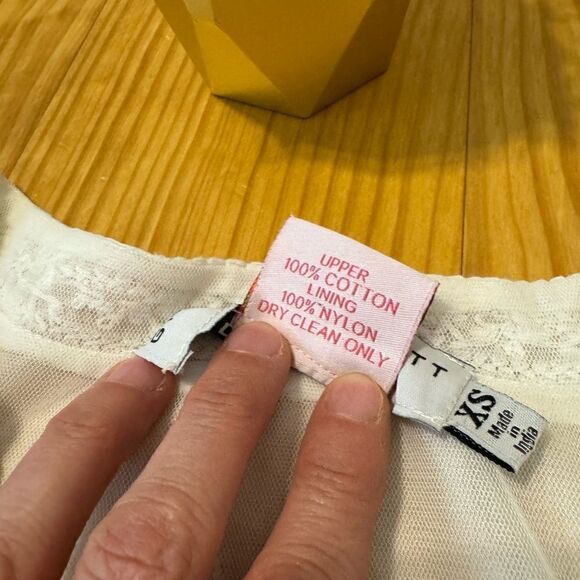 UPPER
100% COTTON
LINING
100% NYLON
DRY CLEAN ONLY
D
T T
XS
Made
in
India